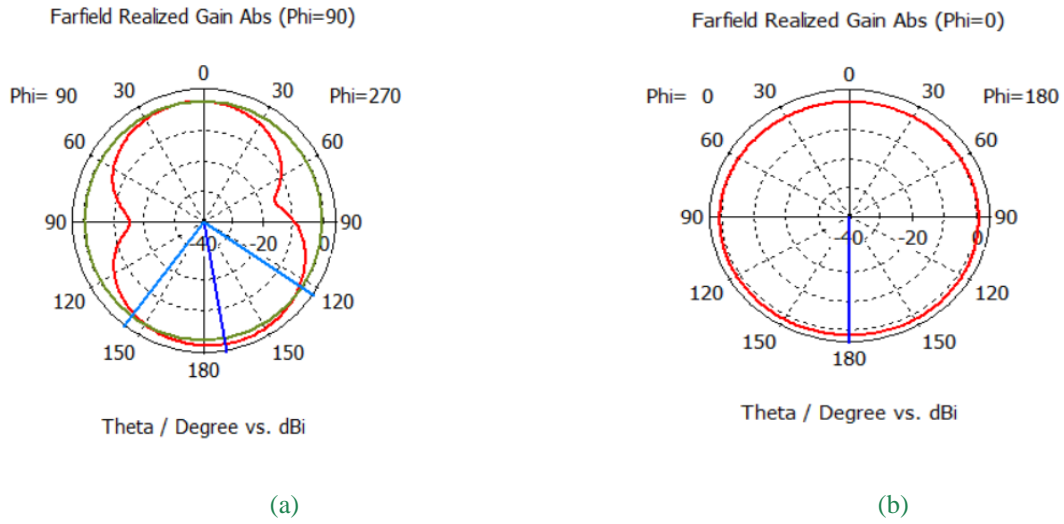 Farfield Realized Gain Abs (Phi=90)
0
30 30
Phi= 90 Phi=270
60 60
90 90
-40 -20 0
120 120
150 150
180
Theta / Degree vs. dBi
(a)
Farfield Realized Gain Abs (Phi=0)
0
30 30
Phi= 0 Phi=180
60 60
90 90
-40 -20 0
120 120
150 150
180
Theta / Degree vs. dBi
(b)